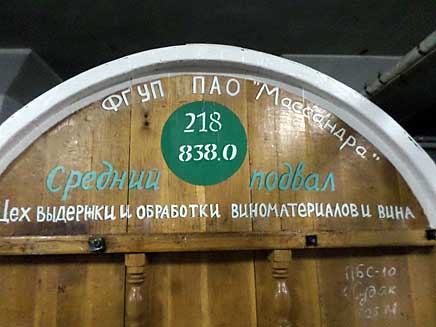 ФГУП ПАО "Массандра"
218
838.0
Средний подвал
Цех выдержки и обработки виноматериалов и вина
ПБС-10
Судак